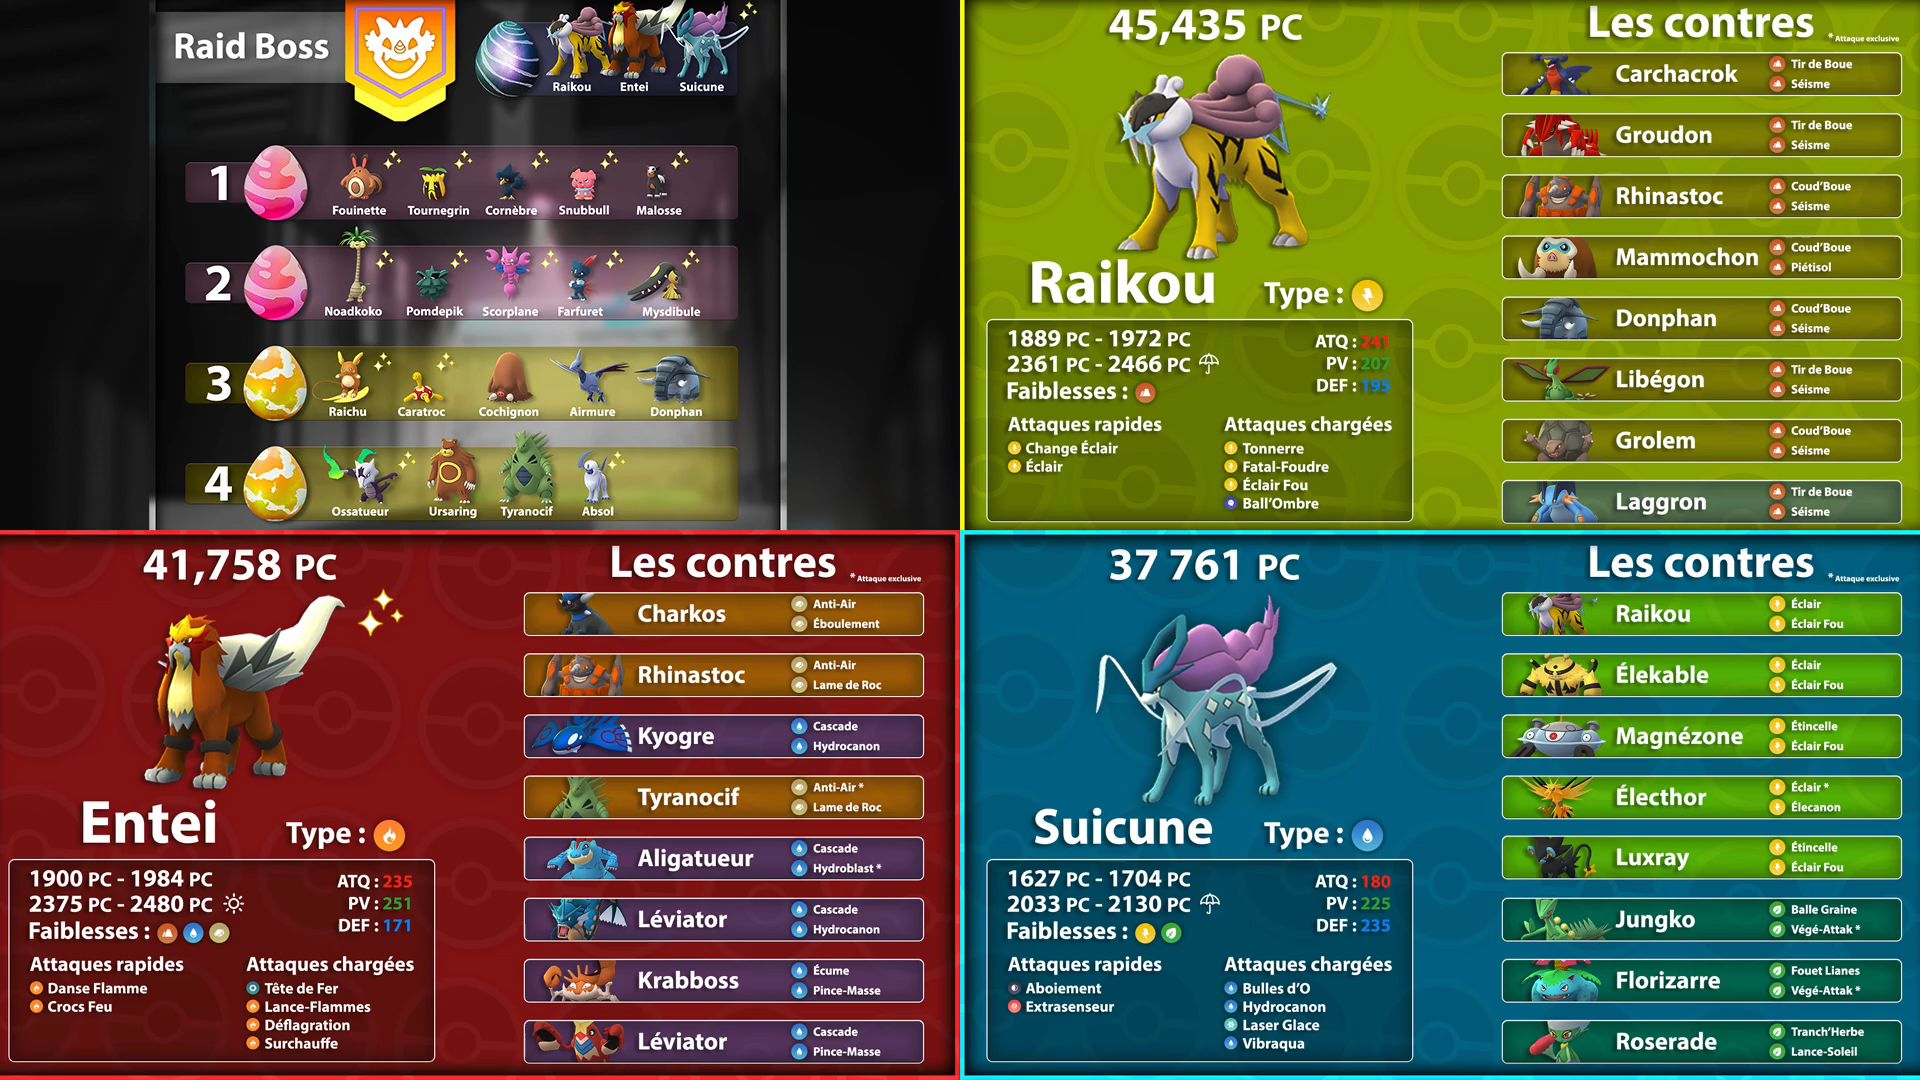 Raid Boss
Raikou Entei Suicune
1
Fouinette Tournegrin Cornèbre Snubbull Malosse
2
Noadkoko Pomdepik Scorplane Farfuret Mysdibule
3
Raichu Caratroc Cochignon Airmure Donphan
4
Ossatueur Ursaring Tyranocif Absol
45,435 PC
Raikou Type :
1889 PC - 1972 PC
2361 PC - 2466 PC
Faiblesses :
ATQ : 241
PV : 207
DEF : 195
Attaques rapides
Change Éclair
Éclair
Attaques chargées
Tonnerre
Fatal-Foudre
Éclair Fou
Ball'Ombre
Les contres
* Attaque exclusive
Carchacrok
Tir de Boue
Séisme
Groudon
Tir de Boue
Séisme
Rhinastoc
Coud'Boue
Séisme
Mammochon
Coud'Boue
Piétisol
Donphan
Coud'Boue
Séisme
Libégon
Tir de Boue
Séisme
Grolem
Coud'Boue
Séisme
Laggron
Tir de Boue
Séisme
41,758 PC
Entei Type :
1900 PC - 1984 PC
2375 PC - 2480 PC
Faiblesses :
ATQ : 235
PV : 251
DEF : 171
Attaques rapides
Danse Flamme
Crocs Feu
Attaques chargées
Tête de Fer
Lance-Flammes
Déflagration
Surchauffe
Les contres
* Attaque exclusive
Charkos
Anti-Air
Éboulement
Rhinastoc
Anti-Air
Lame de Roc
Kyogre
Cascade
Hydrocanon
Tyranocif
Anti-Air *
Lame de Roc
Aligatueur
Cascade
Hydroblast *
Léviator
Cascade
Hydrocanon
Krabboss
Écume
Pince-Masse
Léviator
Cascade
Pince-Masse
37 761 PC
Suicune Type :
1627 PC - 1704 PC
2033 PC - 2130 PC
Faiblesses :
ATQ : 180
PV : 225
DEF : 235
Attaques rapides
Aboiement
Extrasenseur
Attaques chargées
Bulles d'O
Hydrocanon
Laser Glace
Vibraqua
Les contres
* Attaque exclusive
Raikou
Éclair
Éclair Fou
Élekable
Éclair
Éclair Fou
Magnézone
Étincelle
Éclair Fou
Électhor
Éclair *
Élecanon
Luxray
Étincelle
Éclair Fou
Jungko
Balle Graine
Végé-Attak *
Florizarre
Fouet Lianes
Végé-Attak *
Roserade
Tranch'Herbe
Lance-Soleil